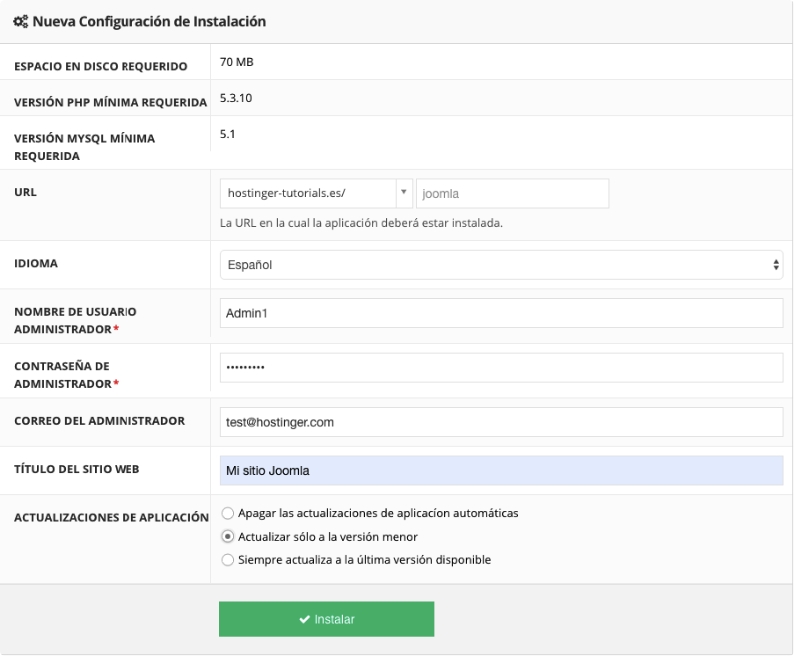 Nueva Configuración de Instalación
ESPACIO EN DISCO REQUERIDO
70 MB
VERSIÓN PHP MÍNIMA REQUERIDA
5.3.10
VERSIÓN MYSQL MÍNIMA
REQUERIDA
5.1
URL
hostinger-tutorials.es/
joomla
La URL en la cual la aplicación deberá estar instalada.
IDIOMA
Español
NOMBRE DE USUARIO
ADMINISTRADOR*
Admin1
CONTRASEÑA DE
ADMINISTRADOR*
•••••••••
CORREO DEL ADMINISTRADOR
test@hostinger.com
TÍTULO DEL SITIO WEB
Mi sitio Joomla
ACTUALIZACIONES DE APLICACIÓN
Apagar las actualizaciones de aplicacíon automáticas
Actualizar sólo a la versión menor
Siempre actualiza a la última versión disponible
Instalar